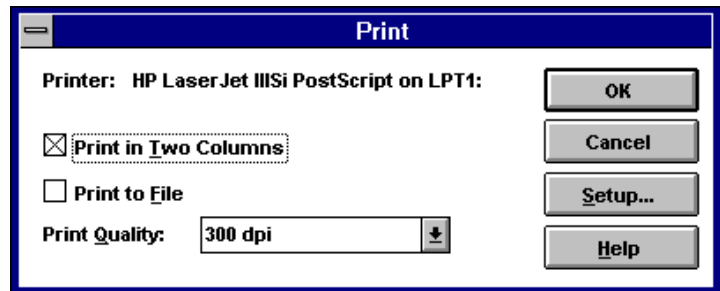 Print
Printer: HP LaserJet IIISi PostScript on LPT1:
OK
Print in Two Columns
Cancel
Print to File
Setup...
Print Quality: 300 dpi
Help